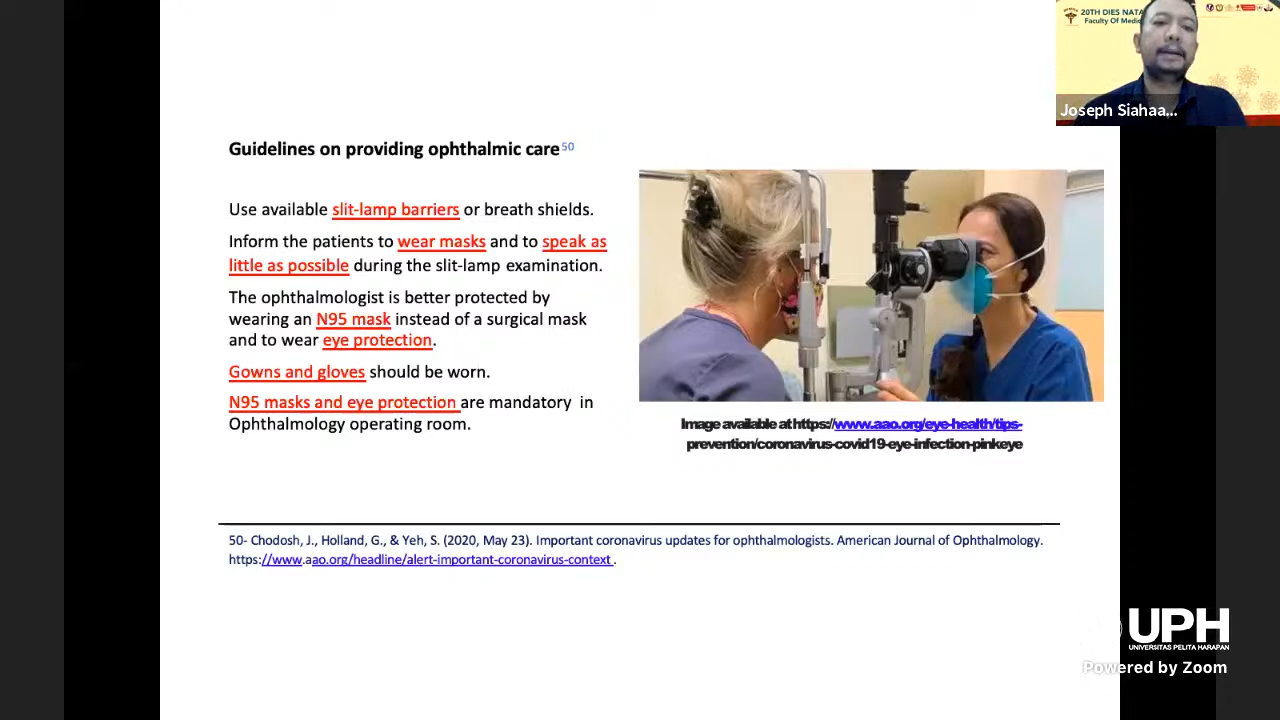 20TH DIES NATA
Faculty Of Medic
Joseph Siahaa...
Guidelines on providing ophthalmic care50
Use available slit-lamp barriers or breath shields.
Inform the patients to wear masks and to speak as
little as possible during the slit-lamp examination.
The ophthalmologist is better protected by
wearing an N95 mask instead of a surgical mask
and to wear eye protection.
Gowns and gloves should be worn.
N95 masks and eye protection are mandatory in
Ophthalmology operating room.
Image available at https://www.aao.org/eye-health/tips-
prevention/coronavirus-covid19-eye-infection-pinkeye
50- Chodosh, J., Holland, G., & Yeh, S. (2020, May 23). Important coronavirus updates for ophthalmologists. American Journal of Ophthalmology.
https://www.aao.org/headline/alert-important-coronavirus-context .
UPH
UNIVERSITAS PELITA HARAPAN
Powered by Zoom